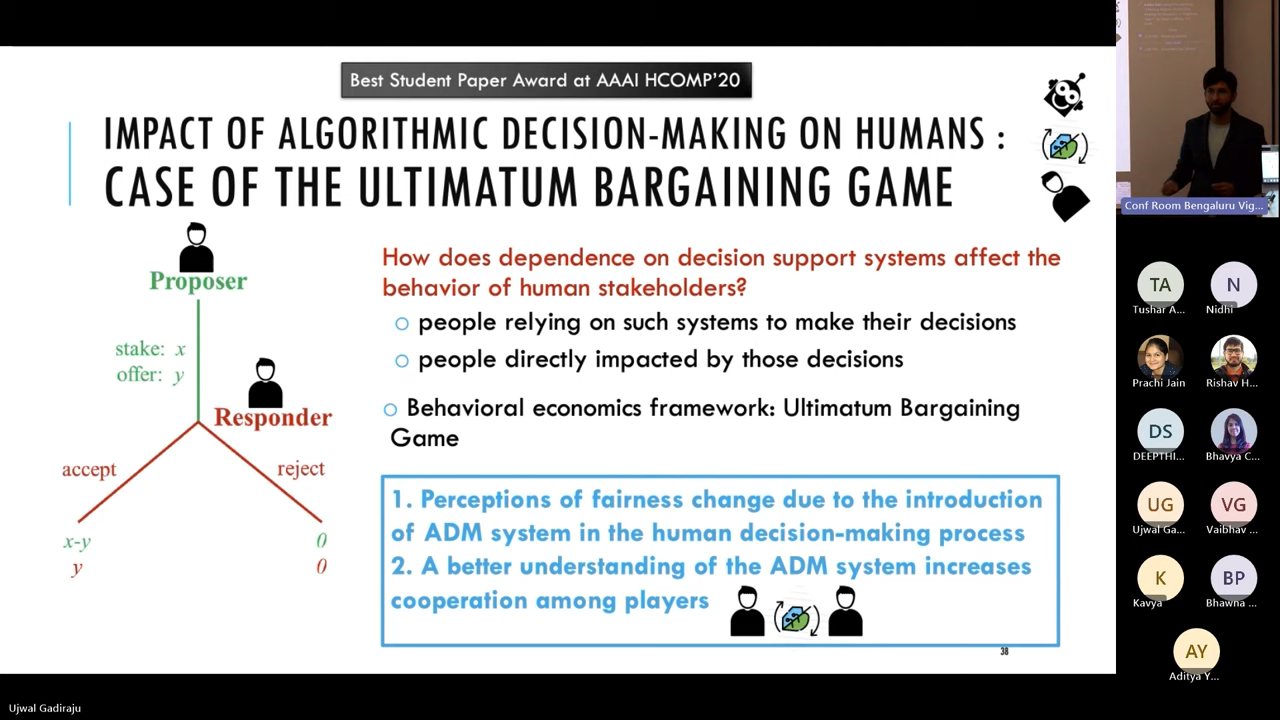 Best Student Paper Award at AAAI HCOMP'20
IMPACT OF ALGORITHMIC DECISION-MAKING ON HUMANS :
CASE OF THE ULTIMATUM BARGAINING GAME
Proposer
stake: x
offer: y
Responder
accept
reject
x-y
y
0
0
How does dependence on decision support systems affect the
behavior of human stakeholders?
people relying on such systems to make their decisions
people directly impacted by those decisions
Behavioral economics framework: Ultimatum Bargaining
Game
1. Perceptions of fairness change due to the introduction
of ADM system in the human decision-making process
2. A better understanding of the ADM system increases
cooperation among players
38
Conf Room Bengaluru Vig...
TA
Tushar A...
N
Nidhi
Prachi Jain
Rishav H...
DS
DEEPTHI...
Bhavya C...
UG
Ujwal Ga...
VG
Vaibhav ...
K
Kavya
BP
Bhawna ...
AY
Aditya Y...
Ujwal Gadiraju